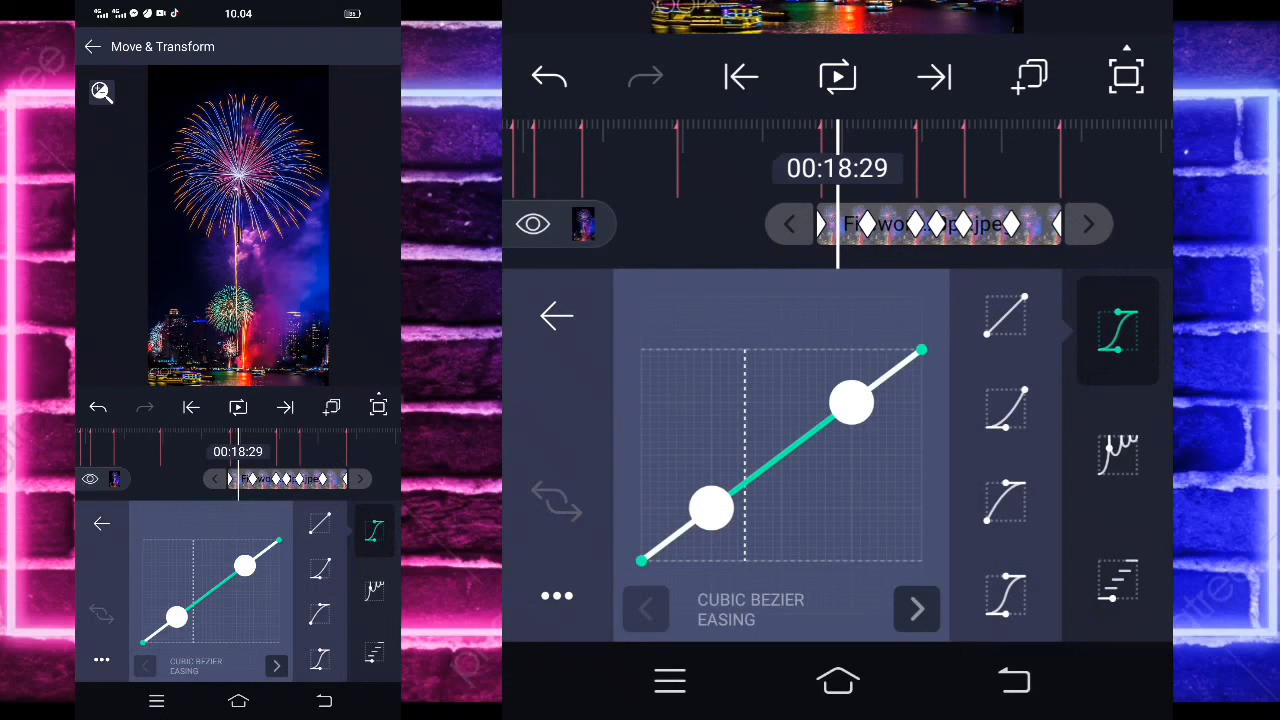 10.04
Move & Transform
00:18:29
CUBIC BEZIER
EASING
00:18:29
CUBIC BEZIER
EASING